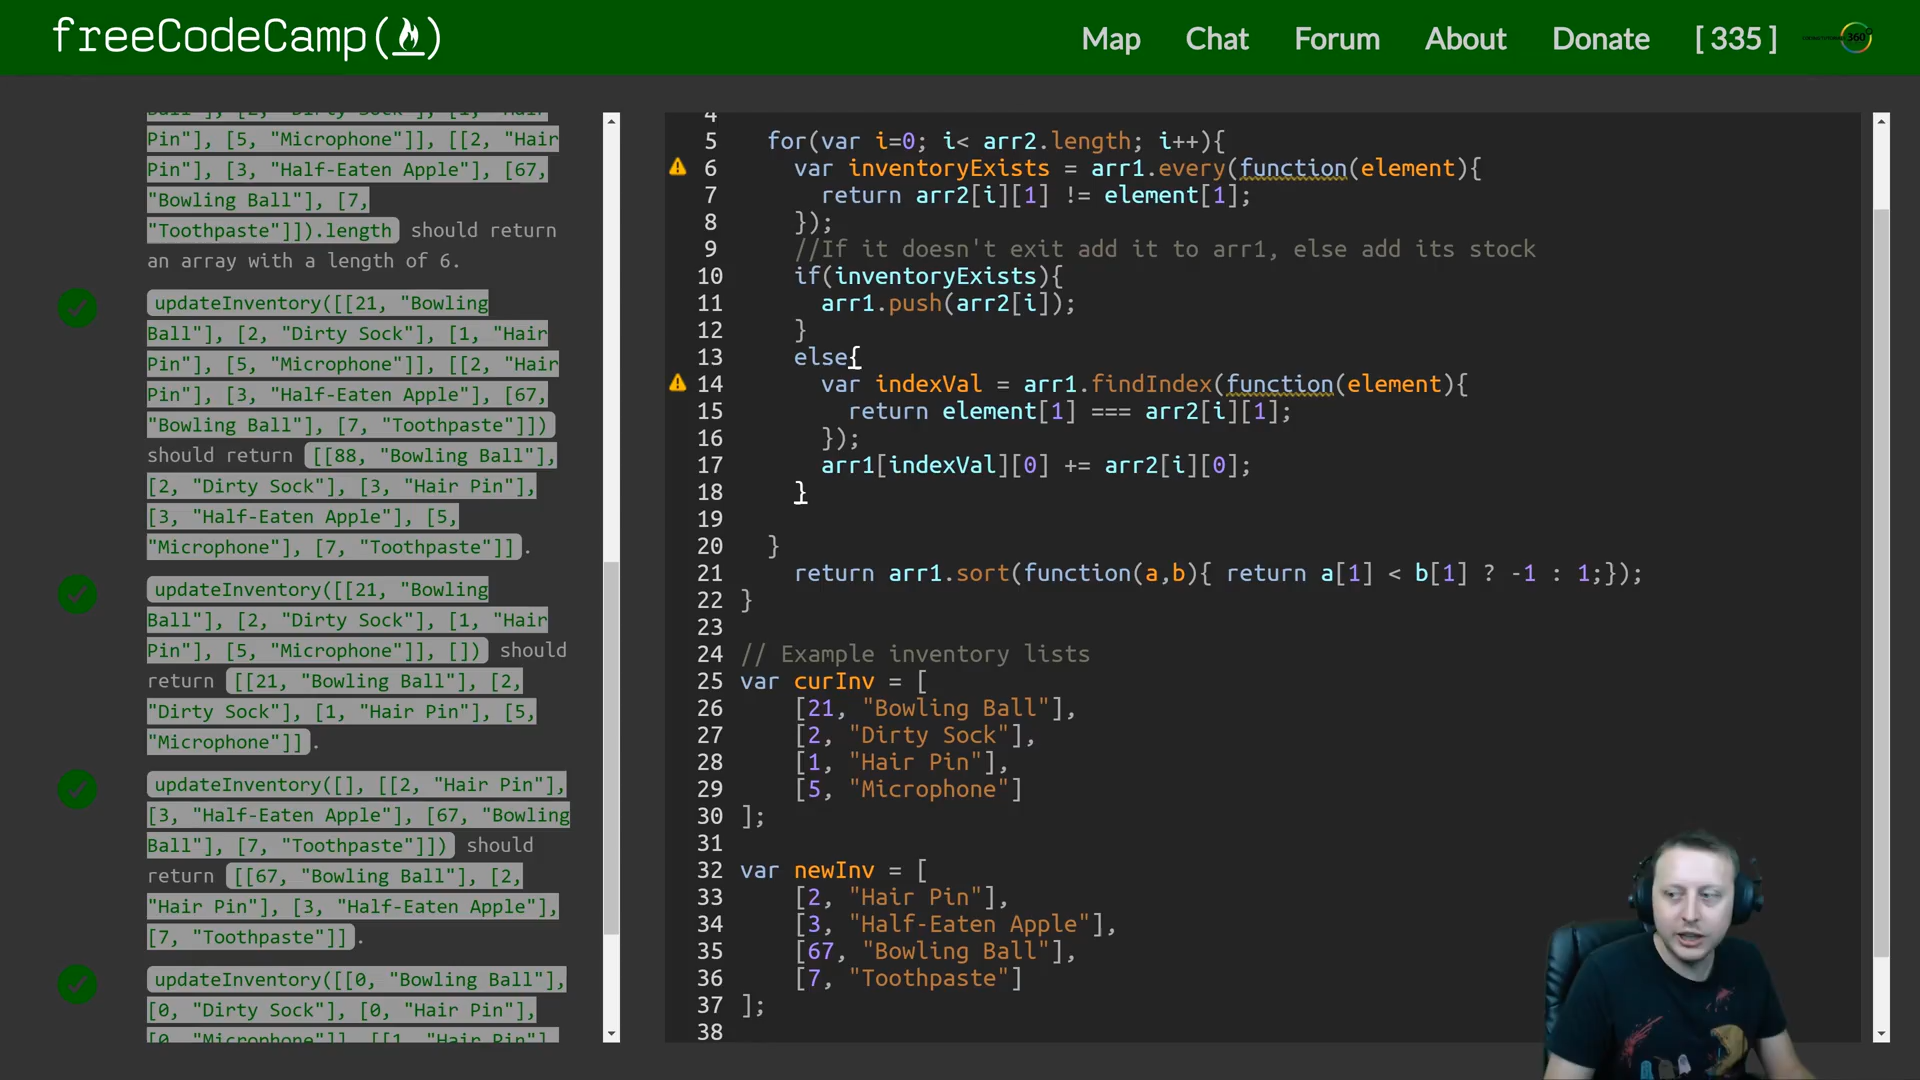 freeCodeCamp
Map Chat Forum About Donate [ 335 ] 360°
Ball"], [2, "Dirty Sock"], [1, "Hair
Pin"], [5, "Microphone"]], [[2, "Hair
Pin"], [3, "Half-Eaten Apple"], [67,
"Bowling Ball"], [7,
"Toothpaste"]]).length should return
an array with a length of 6.
updateInventory([[21, "Bowling
Ball"], [2, "Dirty Sock"], [1, "Hair
Pin"], [5, "Microphone"]], [[2, "Hair
Pin"], [3, "Half-Eaten Apple"], [67,
"Bowling Ball"], [7, "Toothpaste"]])
should return [[88, "Bowling Ball"],
[2, "Dirty Sock"], [3, "Hair Pin"],
[3, "Half-Eaten Apple"], [5,
"Microphone"], [7, "Toothpaste"]].
updateInventory([[21, "Bowling
Ball"], [2, "Dirty Sock"], [1, "Hair
Pin"], [5, "Microphone"]], []) should
return [[21, "Bowling Ball"], [2,
"Dirty Sock"], [1, "Hair Pin"], [5,
"Microphone"]].
updateInventory([], [[2, "Hair Pin"],
[3, "Half-Eaten Apple"], [67, "Bowling
Ball"], [7, "Toothpaste"]]) should
return [[67, "Bowling Ball"], [2,
"Hair Pin"], [3, "Half-Eaten Apple"],
[7, "Toothpaste"]].
updateInventory([[0, "Bowling Ball"],
[0, "Dirty Sock"], [0, "Hair Pin"],
[0, "Microphone"]], [[1, "Hair Pin"],
4
5 for(var i=0; i< arr2.length; i++){
6 var inventoryExists = arr1.every(function(element){
7 return arr2[i][1] != element[1];
8 });
9 //If it doesn't exit add it to arr1, else add its stock
10 if(inventoryExists){
11 arr1.push(arr2[i]);
12 }
13 else{
14 var indexVal = arr1.findIndex(function(element){
15 return element[1] === arr2[i][1];
16 });
17 arr1[indexVal][0] += arr2[i][0];
18 }
19
20 }
21 return arr1.sort(function(a,b){ return a[1] < b[1] ? -1 : 1;});
22 }
23
24 // Example inventory lists
25 var curInv = [
26 [21, "Bowling Ball"],
27 [2, "Dirty Sock"],
28 [1, "Hair Pin"],
29 [5, "Microphone"]
30 ];
31
32 var newInv = [
33 [2, "Hair Pin"],
34 [3, "Half-Eaten Apple"],
35 [67, "Bowling Ball"],
36 [7, "Toothpaste"]
37 ];
38